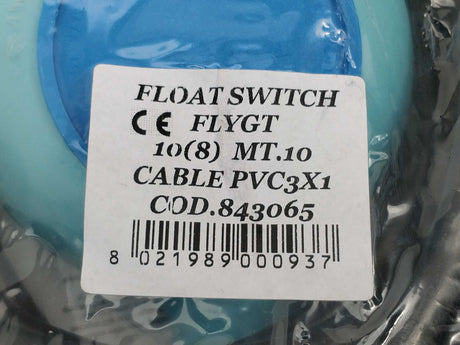 FLOAT SWITCH
CE FLYGT
10(8) MT.10
CABLE PVC3X1
COD.843065
8 021989 000937